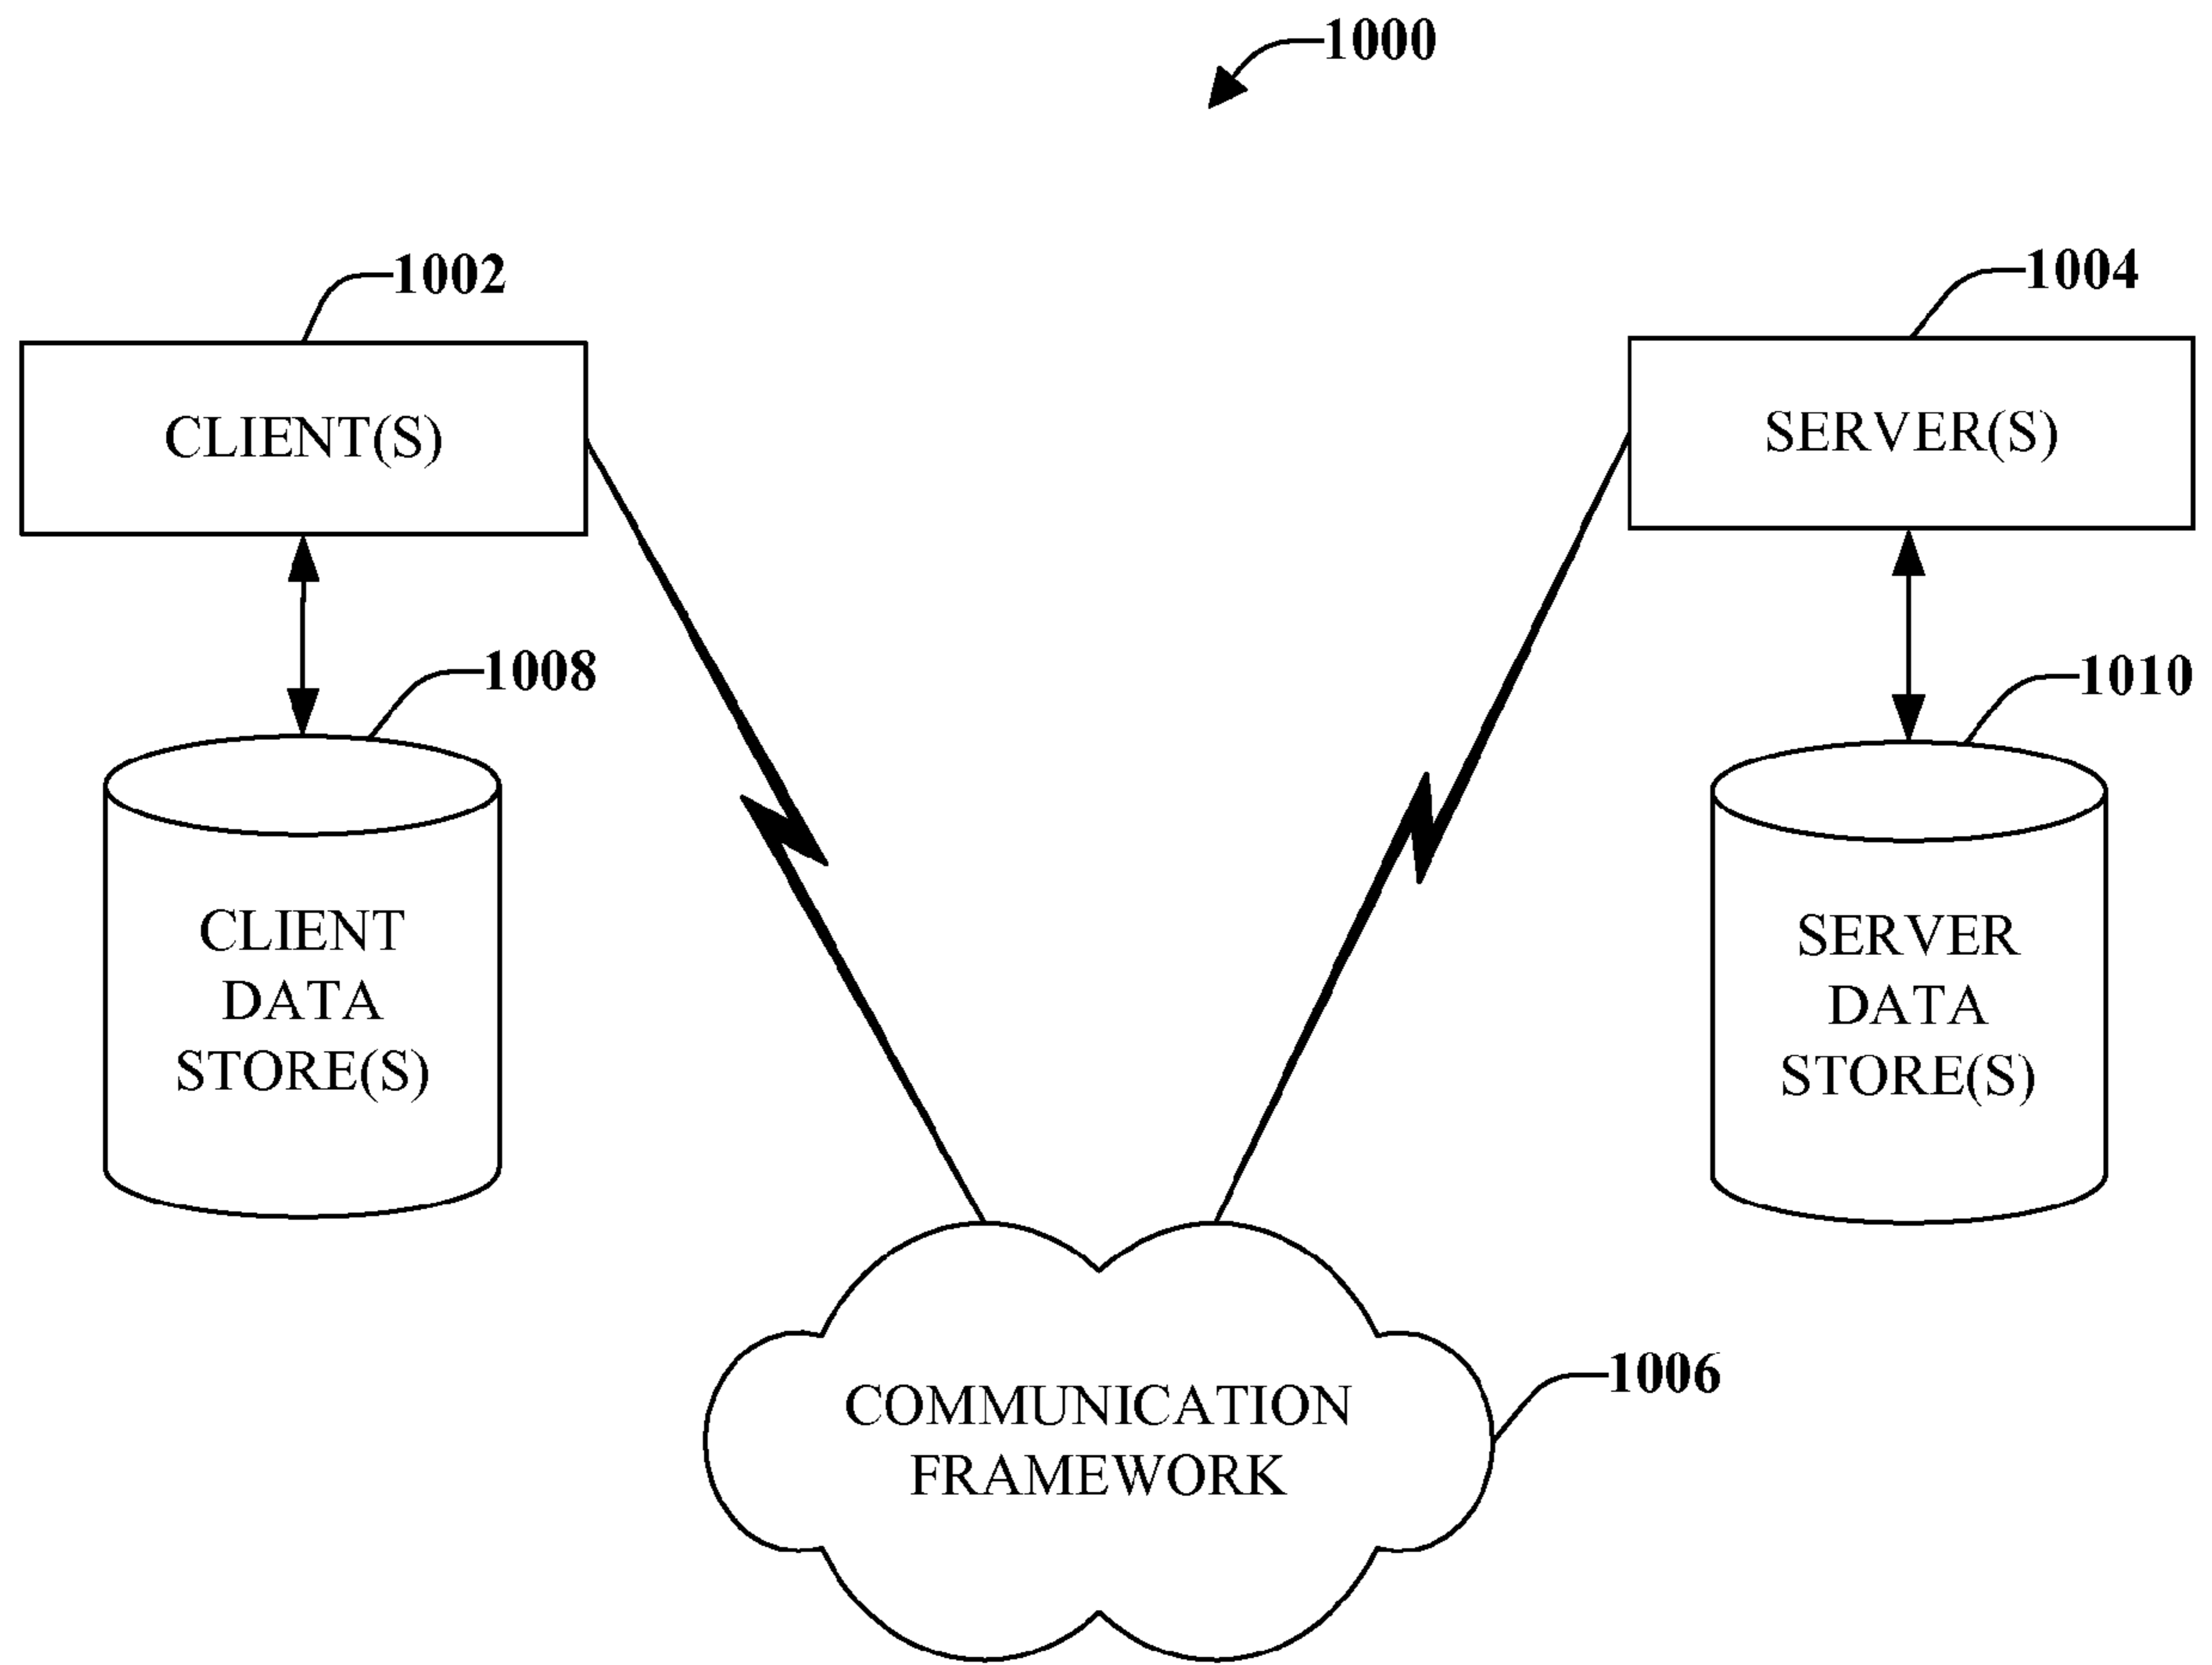 1000
1002
1004
CLIENT(S)
SERVER(S)
1008
1010
CLIENT
DATA
STORE(S)
SERVER
DATA
STORE(S)
1006
COMMUNICATION
FRAMEWORK